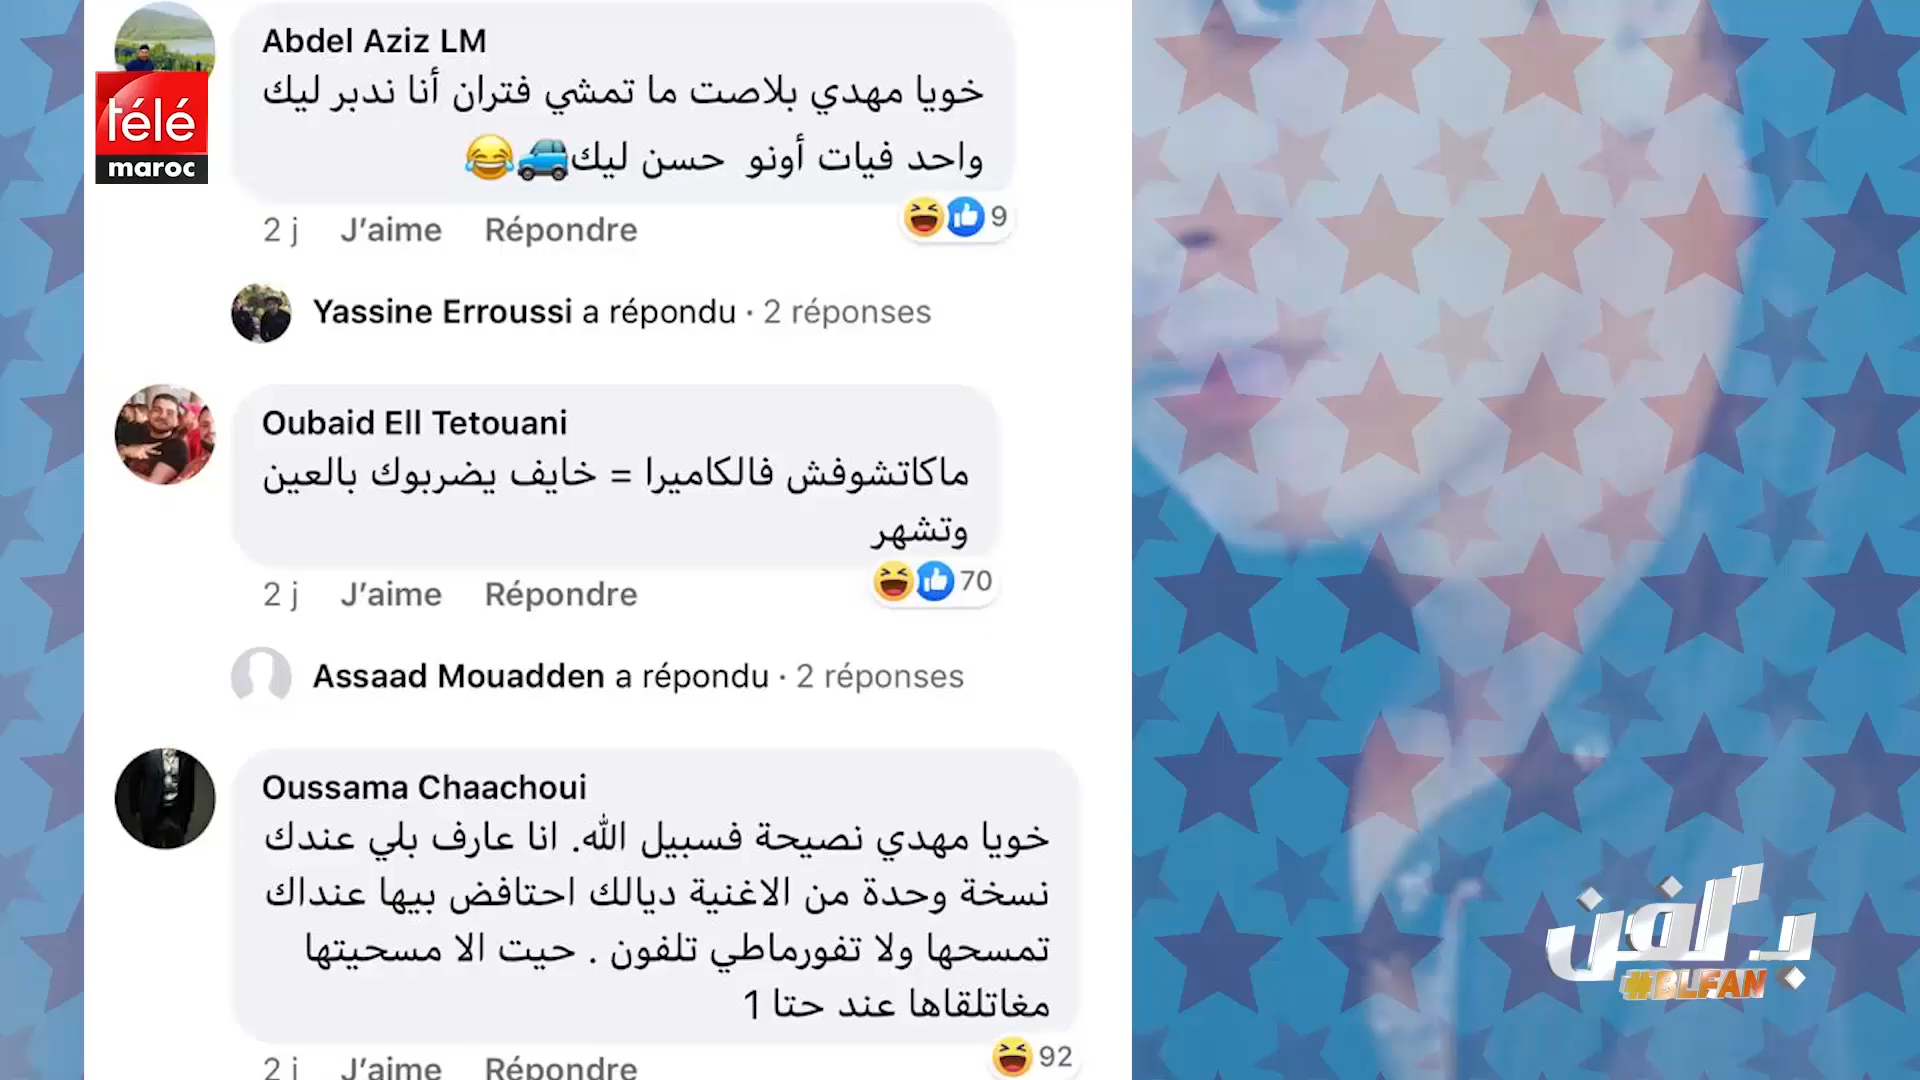 Abdel Aziz LM
خويا مهدي بلاصت ما تمشي فتران أنا ندبر ليك
واحد فيات أونو حسن ليك🚙😂
télé
maroc
2 j J'aime Répondre 9
Yassine Erroussi a répondu · 2 réponses
Oubaid Ell Tetouani
ماكاتشوفش فالكاميرا = خايف يضربوك بالعين
وتشهر
2 j J'aime Répondre 70
Assaad Mouadden a répondu · 2 réponses
Oussama Chaachoui
خويا مهدي نصيحة فسبيل الله. انا عارف بلي عندك
نسخة وحدة من الاغنية ديالك احتافض بيها عنداك
تمسحها ولا تفورماطي تلفون . حيت الا مسحيتها
مغاتلقاها عند حتا 1
2 j J'aime Répondre 92
بلفن
#BLFAN